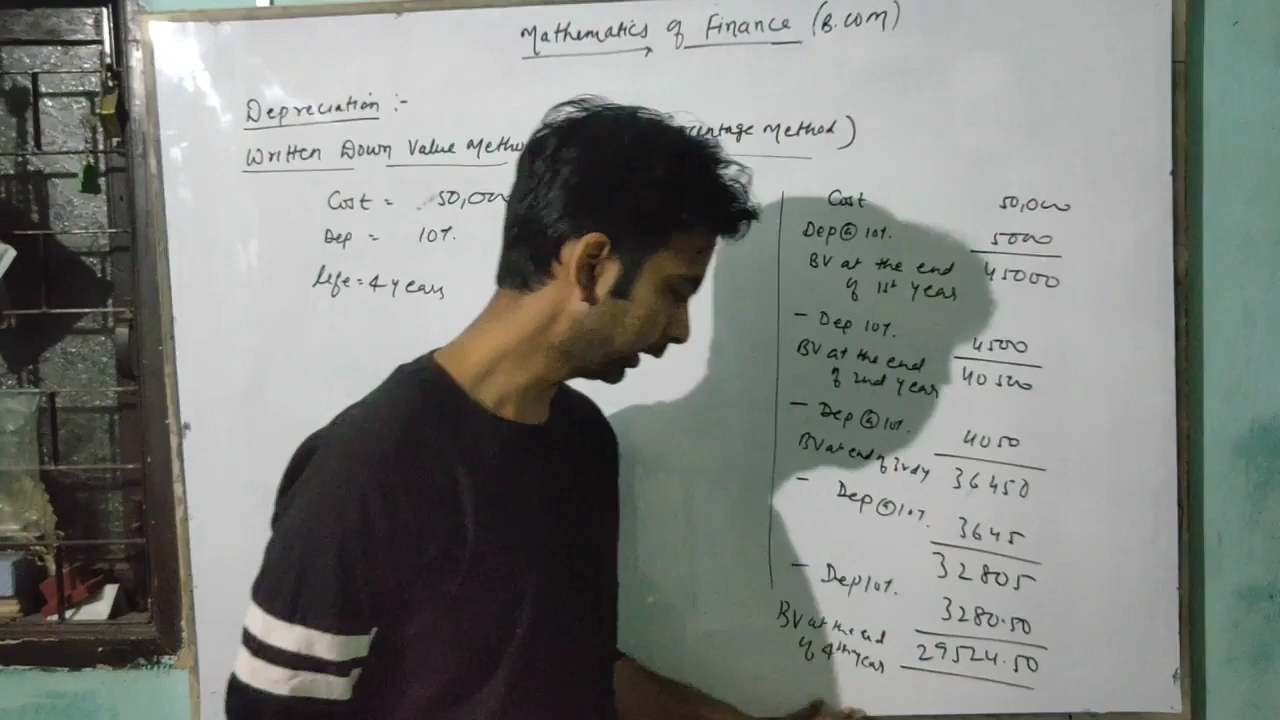 Mathematics of Finance (B.COM)
Depreciation :-
Written Down Value Metho centage Method)
Cost = 50,000
Dep = 10%.
Life = 4 years
Cost 50,000
Dep @ 10%. 5000
BV at the end 45000
of 1st year
- Dep 10%. 4500
BV at the end 40500
of 2nd year
- Dep @ 10%. 4050
BV at end of 3rd y 36450
- Dep @ 10%. 3645
32805
- Dep 10%. 3280.50
BV at the end 29524.50
of 4th year